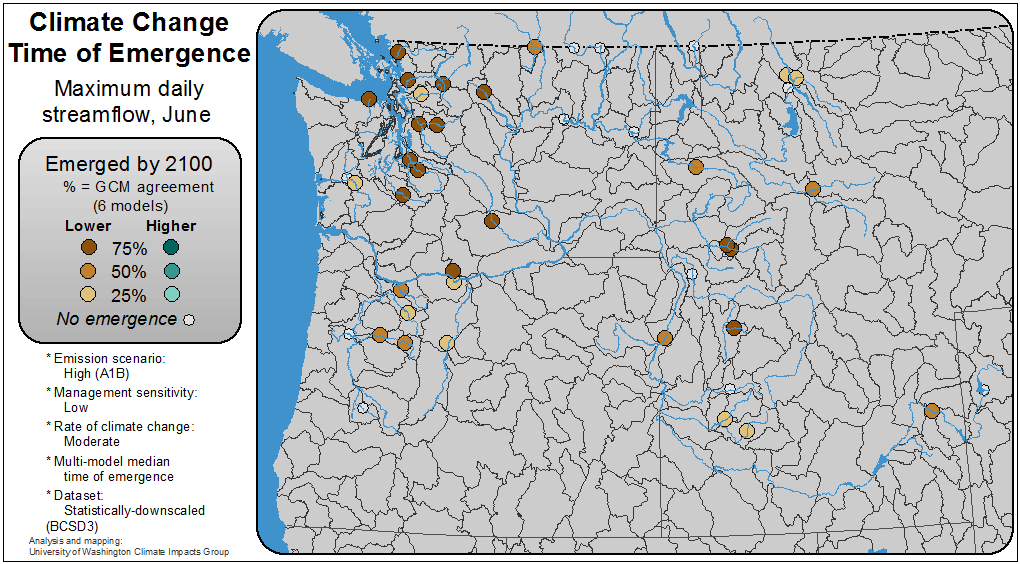 Climate Change
Time of Emergence
Maximum daily
streamflow, June
Emerged by 2100
% = GCM agreement
(6 models)
Lower Higher
75%
50%
25%
No emergence
* Emission scenario:
High (A1B)
* Management sensitivity:
Low
* Rate of climate change:
Moderate
* Multi-model median
time of emergence
* Dataset:
Statistically-downscaled
(BCSD3)
Analysis and mapping:
University of Washington Climate Impacts Group